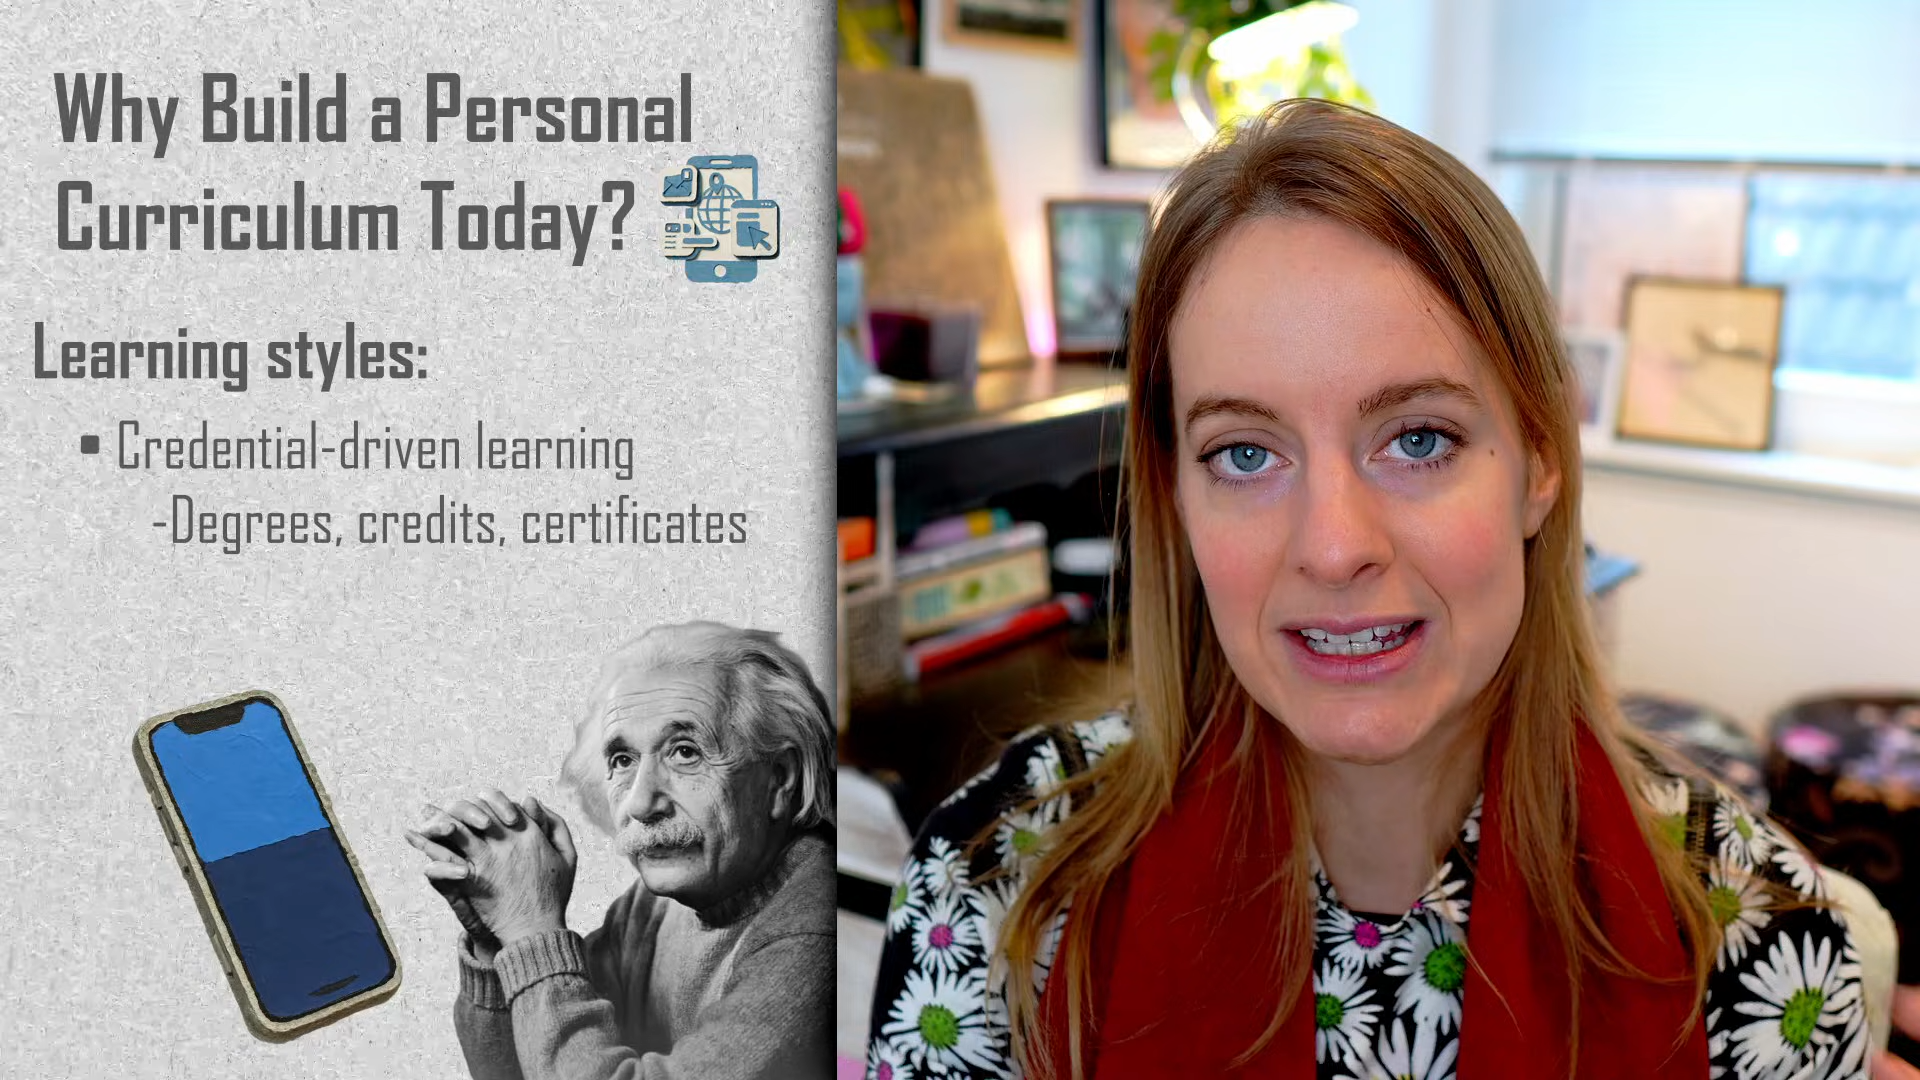 Why Build a Personal
Curriculum Today?
Learning styles:
▪ Credential-driven learning
-Degrees, credits, certificates